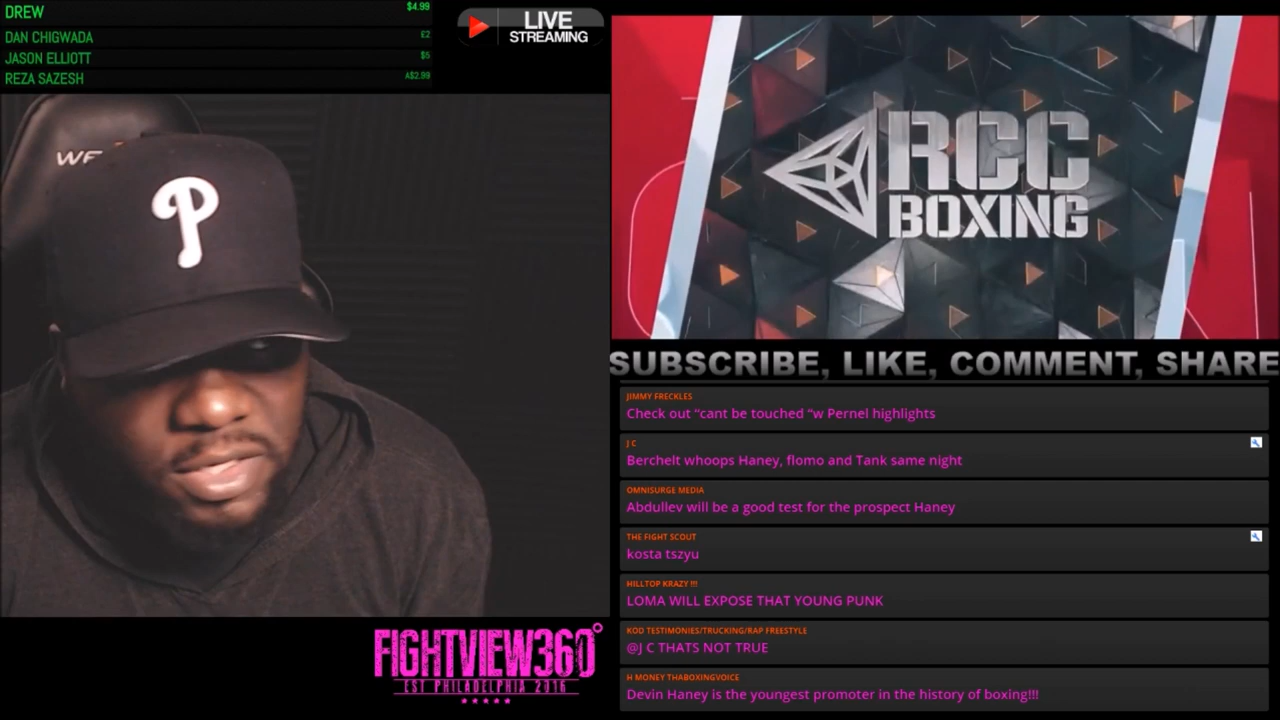 DREW $4.99
DAN CHIGWADA £2
JASON ELLIOTT $5
REZA SAZESH A$2.99
LIVE
STREAMING
P
RCC
BOXING
SUBSCRIBE, LIKE, COMMENT, SHARE
JIMMY FRECKLES
Check out “cant be touched “w Pernel highlights
J C
Berchelt whoops Haney, flomo and Tank same night
OMNISURGE MEDIA
Abdullev will be a good test for the prospect Haney
THE FIGHT SCOUT
kosta tszyu
HILLTOP KRAZY !!!
LOMA WILL EXPOSE THAT YOUNG PUNK
KOD TESTIMONIES/TRUCKING/RAP FREESTYLE
@J C THATS NOT TRUE
H MONEY THABOXINGVOICE
Devin Haney is the youngest promoter in the history of boxing!!!
FIGHTVIEW360°
EST PHILADELPHIA 2016